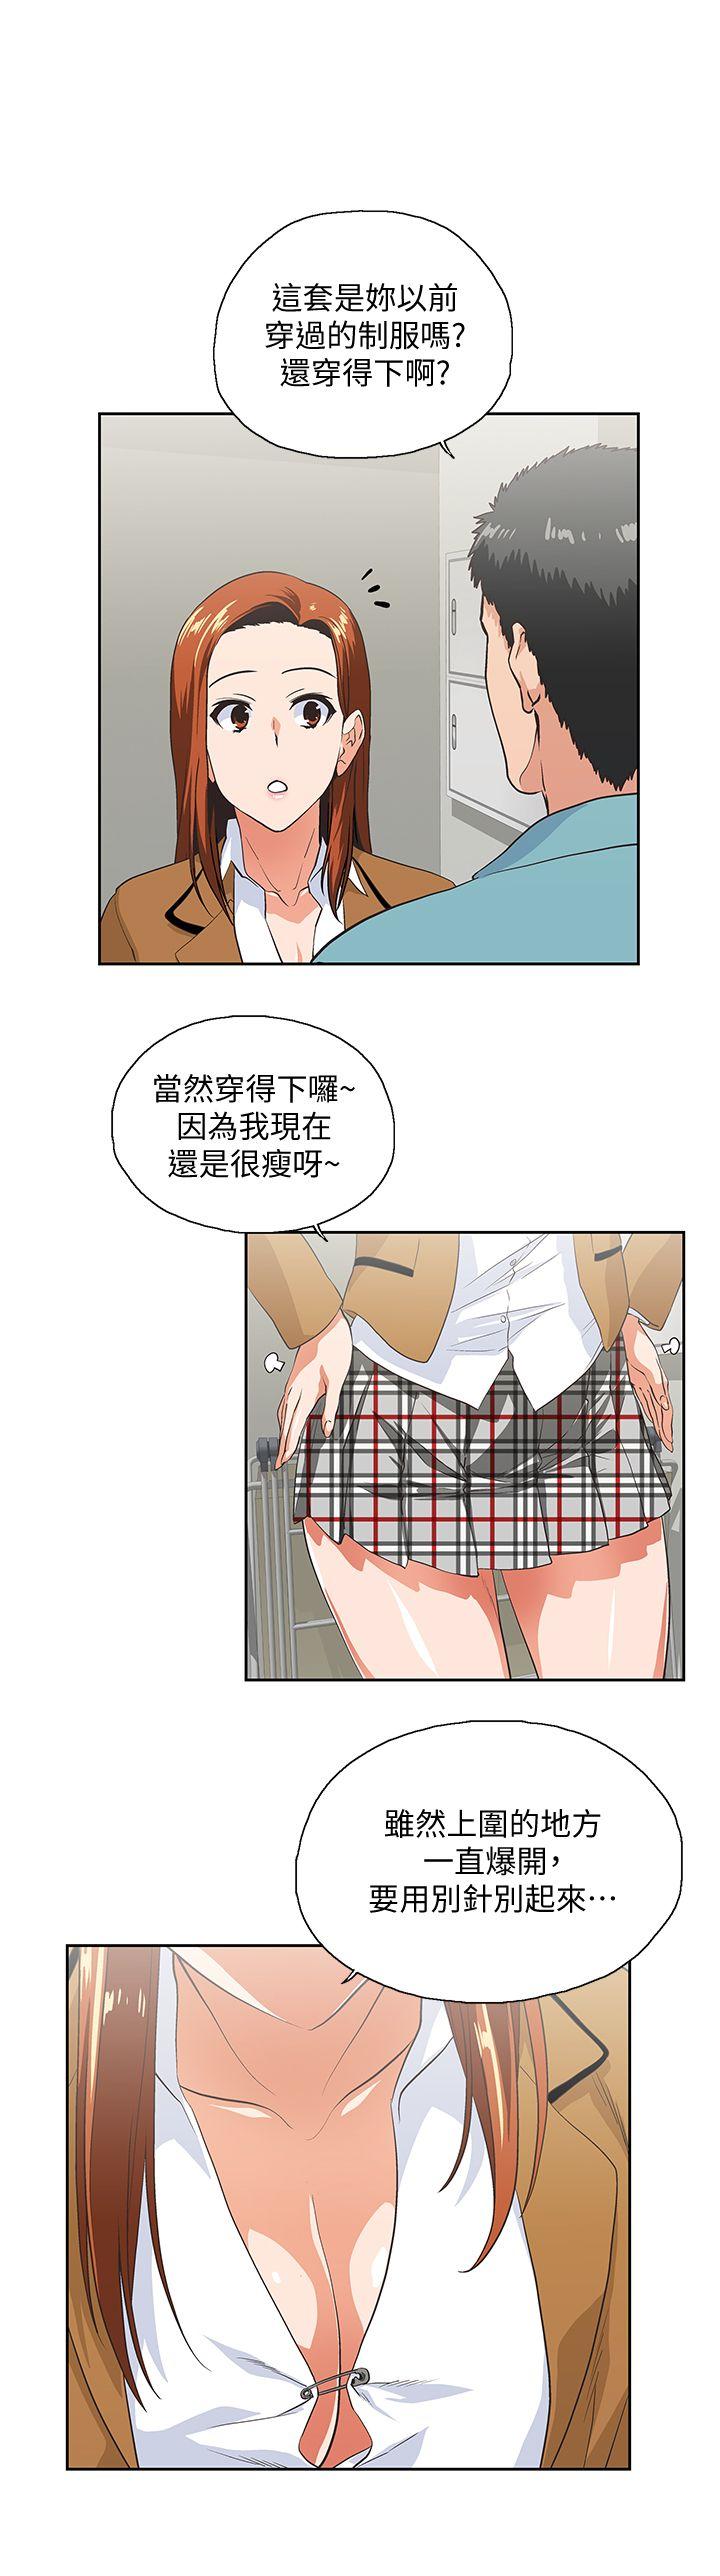 這套是妳以前
穿過的制服嗎?
還穿得下啊?
當然穿得下囉~
因為我現在
還是很瘦呀~
雖然上圍的地方
一直爆開,
要用別針別起來…